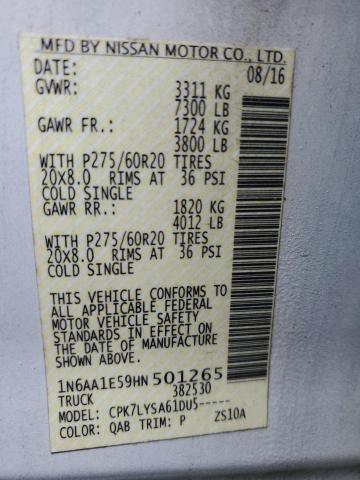 MFD BY NISSAN MOTOR CO., LTD.
DATE: 08/16
GVWR: 3311 KG
7300 LB
GAWR FR.: 1724 KG
3800 LB
WITH P275/60R20 TIRES
20X8.0 RIMS AT 36 PSI
COLD SINGLE
GAWR RR.: 1820 KG
4012 LB
WITH P275/60R20 TIRES
20X8.0 RIMS AT 36 PSI
COLD SINGLE
THIS VEHICLE CONFORMS TO
ALL APPLICABLE FEDERAL
MOTOR VEHICLE SAFETY
STANDARDS IN EFFECT ON
THE DATE OF MANUFACTURE
SHOWN ABOVE.
1N6AA1E59HN501265
TRUCK 382530
MODEL: CPK7LYSA61DU5-----
COLOR: QAB TRIM: P ZS10A